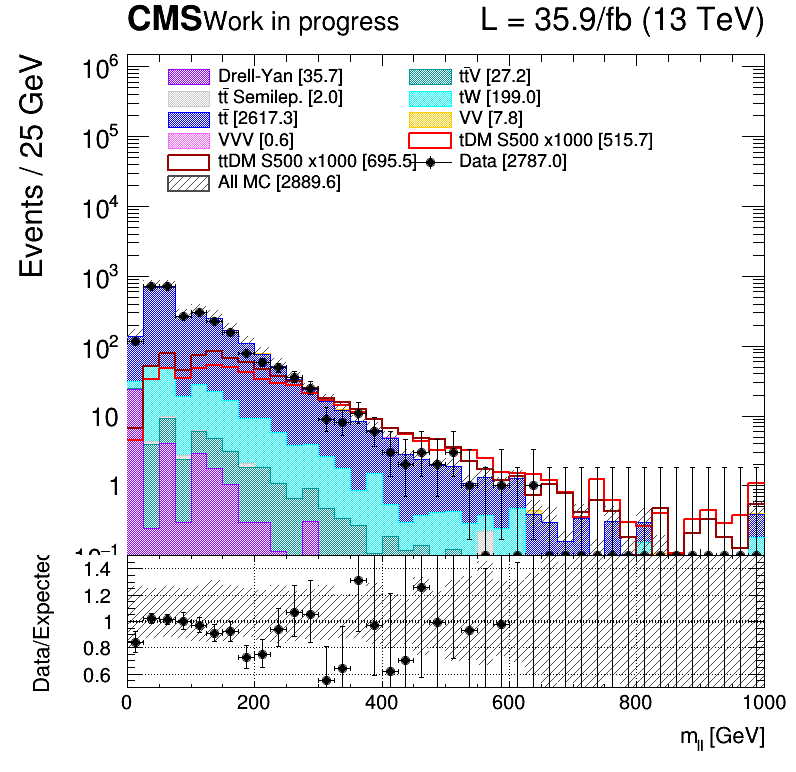 CMS Work in progress L = 35.9/fb (13 TeV)
Events / 25 GeV
10⁶
10⁵
10⁴
10³
10²
10
1
10⁻¹
Drell-Yan [35.7]
tt̄V [27.2]
tt̄ Semilep. [2.0]
tW [199.0]
tt̄ [2617.3]
VV [7.8]
VVV [0.6]
tDM S500 x1000 [515.7]
ttDM S500 x1000 [695.5]
Data [2787.0]
All MC [2889.6]
Data/Expected
1.4
1.2
1
0.8
0.6
0 200 400 600 800 1000
m_ll [GeV]